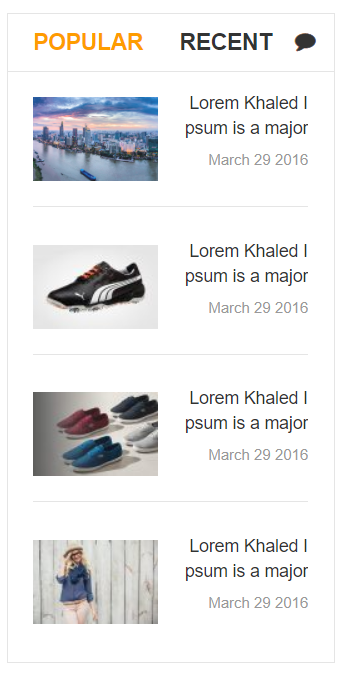 POPULAR RECENT
Lorem Khaled I
psum is a major
March 29 2016
Lorem Khaled I
psum is a major
March 29 2016
Lorem Khaled I
psum is a major
March 29 2016
Lorem Khaled I
psum is a major
March 29 2016